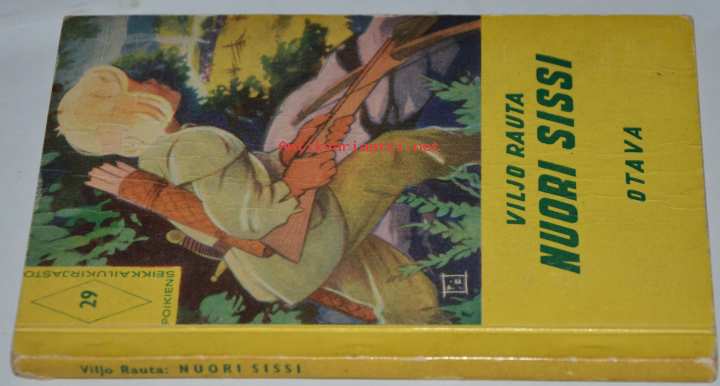 VILJO RAUTA
NUORI SISSI
OTAVA
POIKIEN
SEIKKAILUKIRJASTO
29
Viljo Rauta: NUORI SISSI